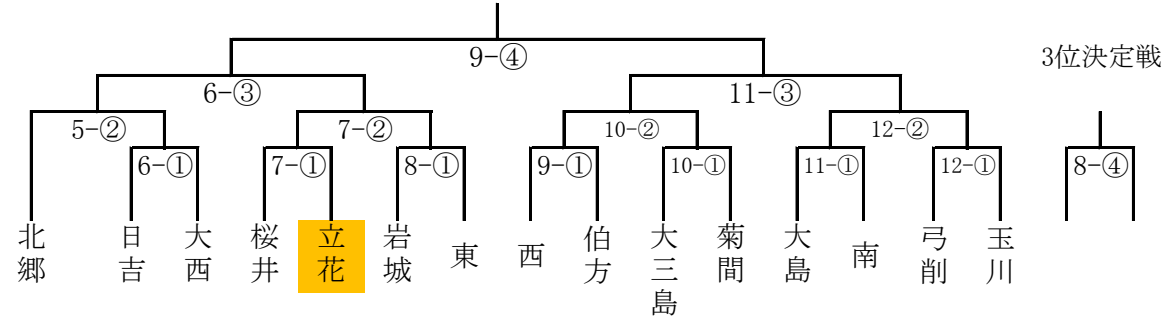 9-④
3位決定戦
6-③
11-③
5-②
7-②
10-②
12-②
6-①
7-①
8-①
9-①
10-①
11-①
12-①
8-④
北郷
日吉
大西
桜井
立花
岩城
東
西
伯方
大三島
菊間
大島
南
弓削
玉川